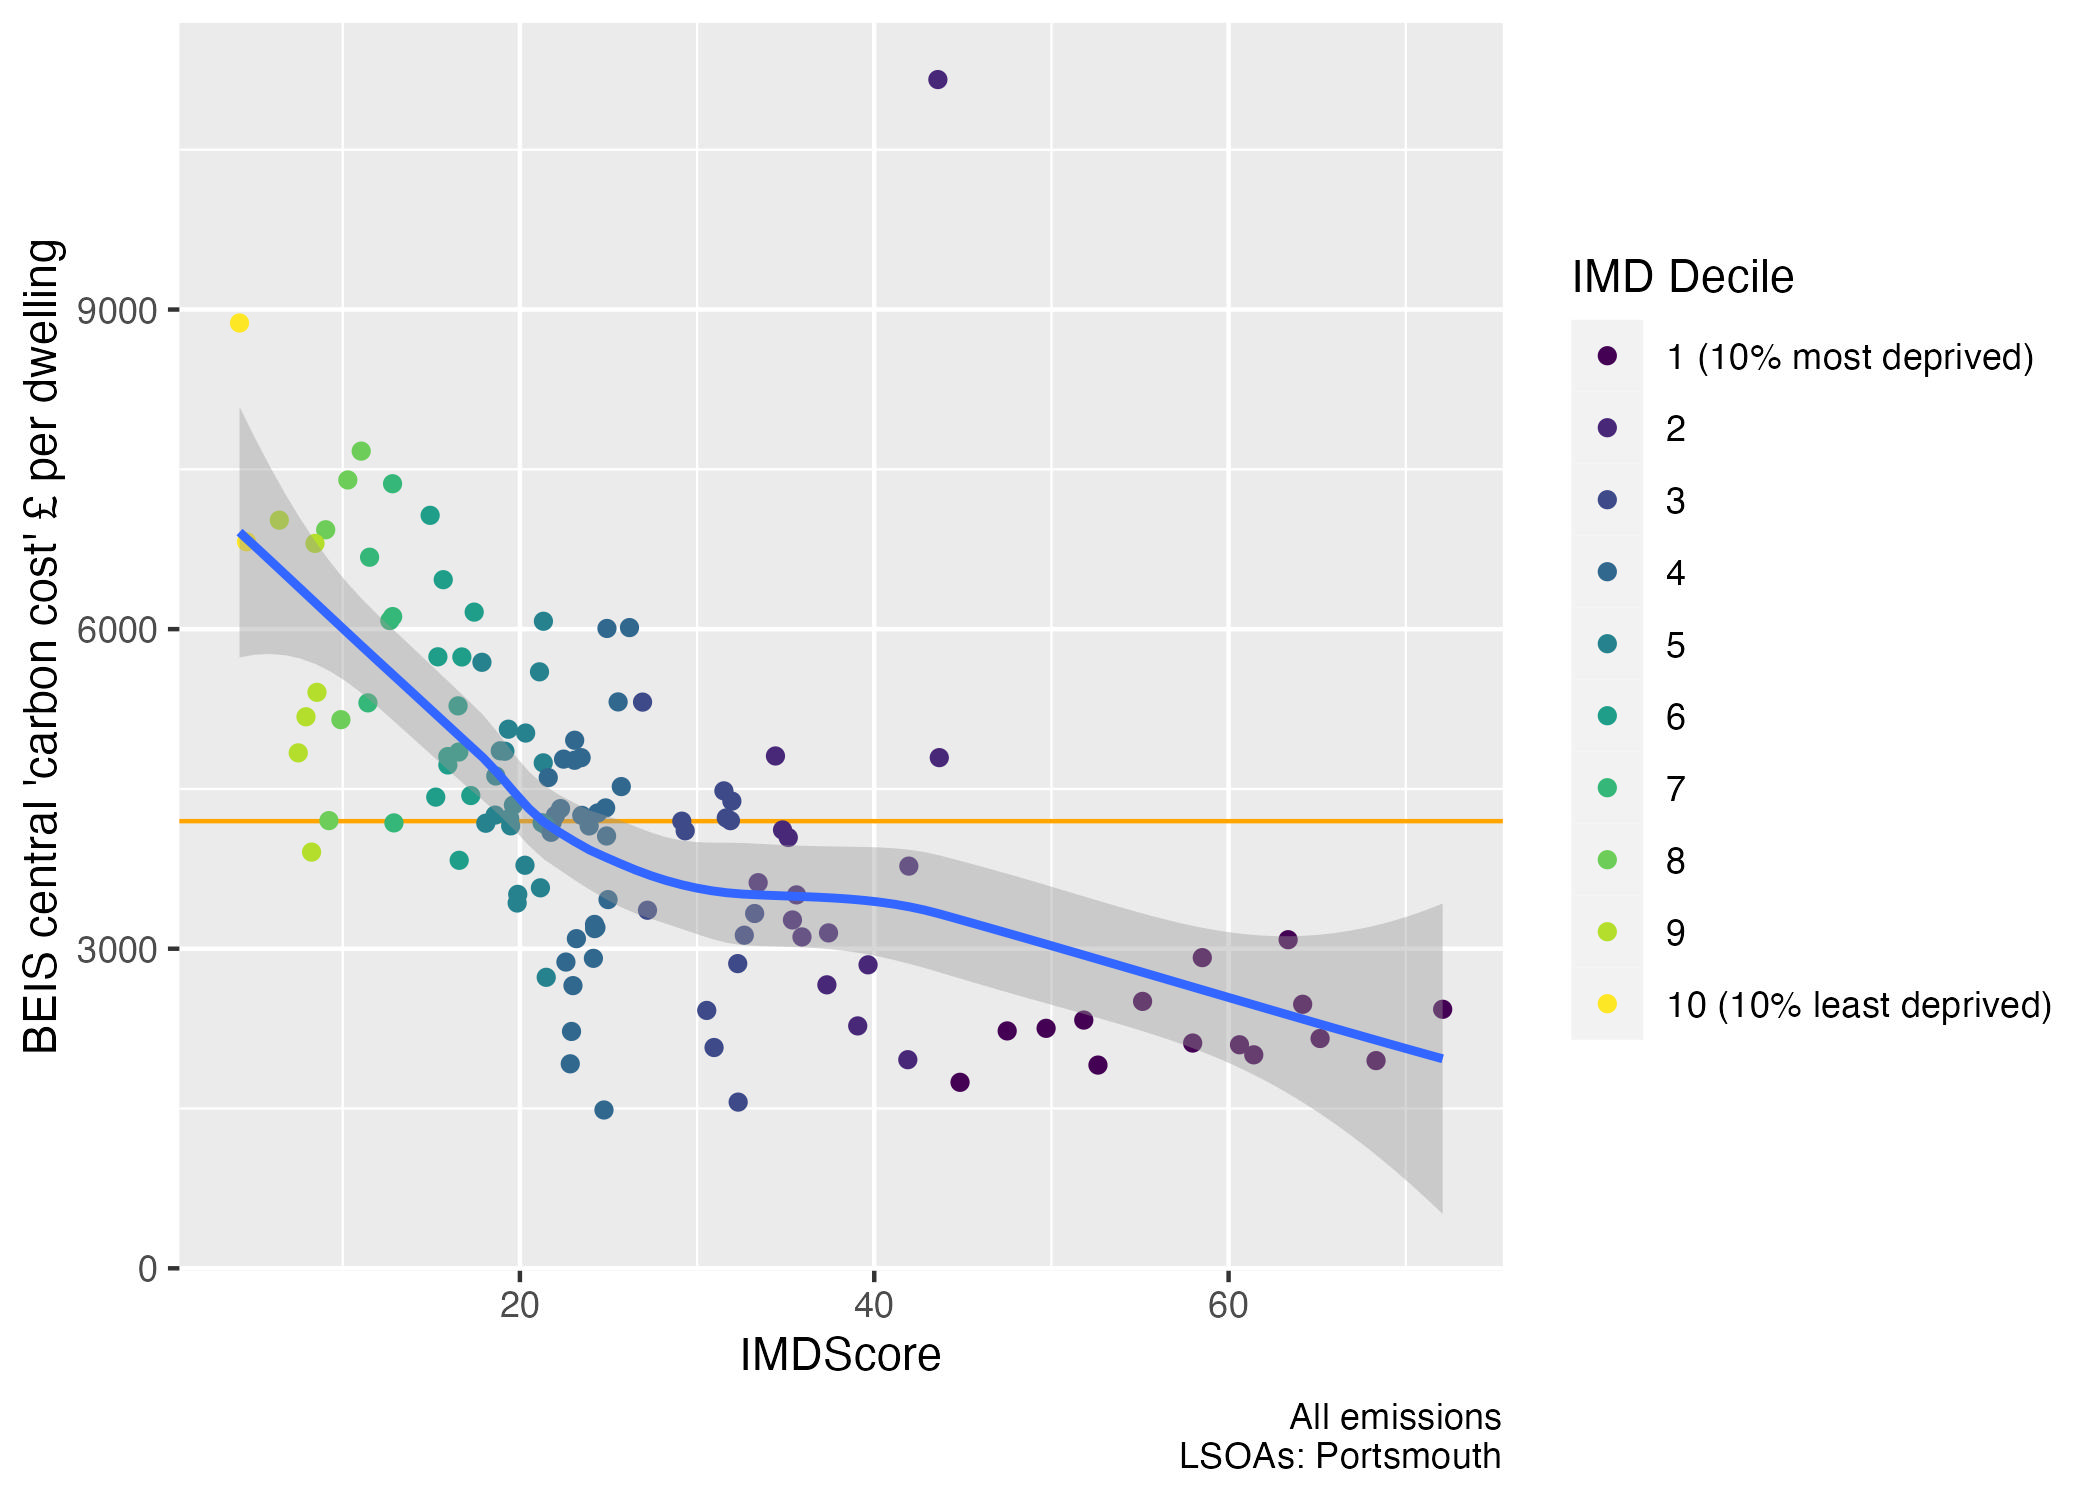 BEIS central 'carbon cost' £ per dwelling
9000
6000
3000
0
20
40
60
IMDScore
IMD Decile
1 (10% most deprived)
2
3
4
5
6
7
8
9
10 (10% least deprived)
All emissions
LSOAs: Portsmouth